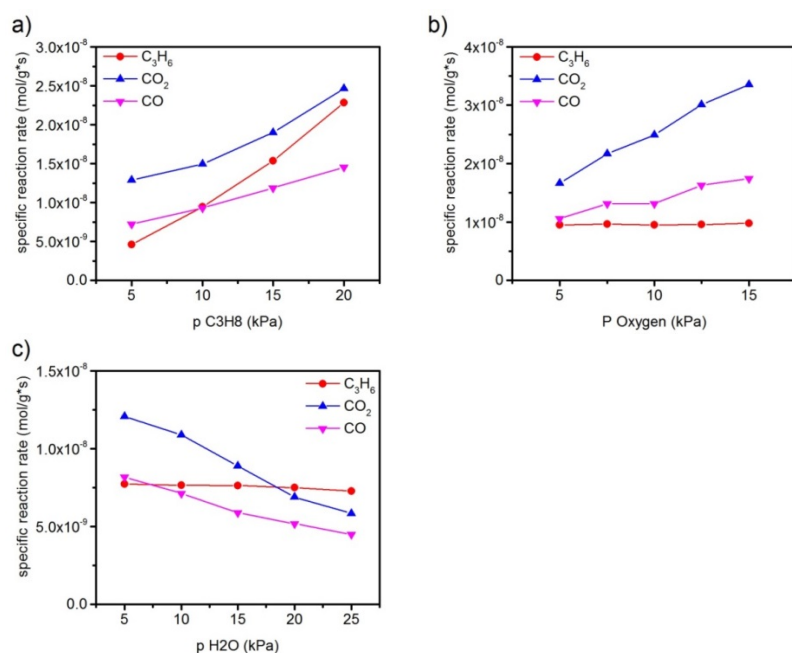 a)
3.0x10⁻⁸
2.5x10⁻⁸
2.0x10⁻⁸
1.5x10⁻⁸
1.0x10⁻⁸
5.0x10⁻⁹
0.0
specific reaction rate (mol/g*s)
C₃H₆
CO₂
CO
5 10 15 20
p C3H8 (kPa)
b)
4x10⁻⁸
3x10⁻⁸
2x10⁻⁸
1x10⁻⁸
0
specific reaction rate (mol/g*s)
C₃H₆
CO₂
CO
5 10 15
P Oxygen (kPa)
c)
1.5x10⁻⁸
1.0x10⁻⁸
5.0x10⁻⁹
0.0
specific reaction rate (mol/g*s)
C₃H₆
CO₂
CO
5 10 15 20 25
p H2O (kPa)